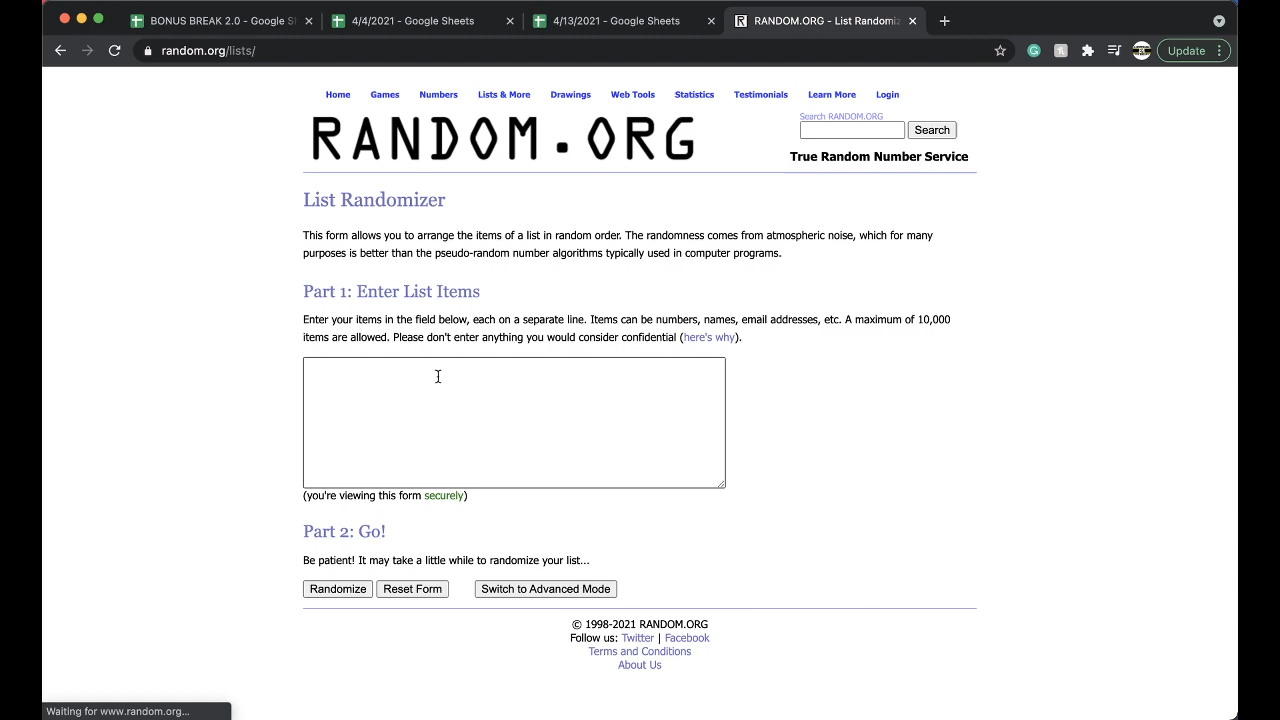 BONUS BREAK 2.0 - Google S
4/4/2021 - Google Sheets
4/13/2021 - Google Sheets
RANDOM.ORG - List Randomiz
random.org/lists/
Update
Home Games Numbers Lists & More Drawings Web Tools Statistics Testimonials Learn More Login
RANDOM.ORG
Search RANDOM.ORG
Search
True Random Number Service
List Randomizer
This form allows you to arrange the items of a list in random order. The randomness comes from atmospheric noise, which for many
purposes is better than the pseudo-random number algorithms typically used in computer programs.
Part 1: Enter List Items
Enter your items in the field below, each on a separate line. Items can be numbers, names, email addresses, etc. A maximum of 10,000
items are allowed. Please don't enter anything you would consider confidential (here's why).
(you're viewing this form securely)
Part 2: Go!
Be patient! It may take a little while to randomize your list...
Randomize Reset Form Switch to Advanced Mode
© 1998-2021 RANDOM.ORG
Follow us: Twitter | Facebook
Terms and Conditions
About Us
Waiting for www.random.org...